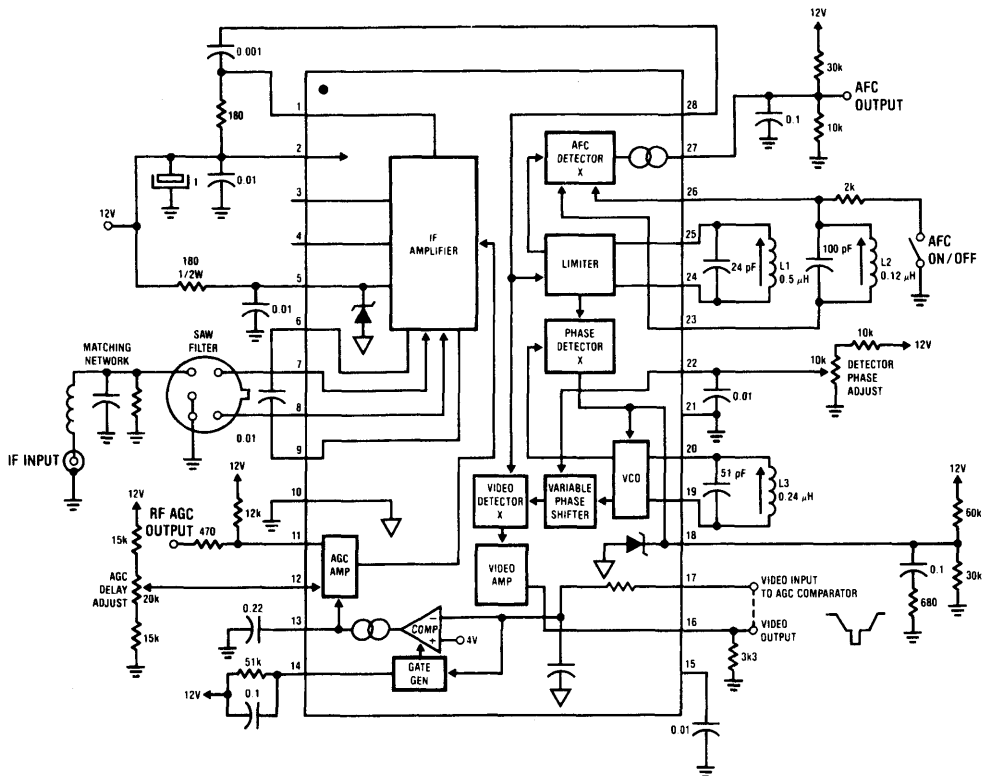 0.001
180
1
0.01
12V
180
1/2W
0.01
MATCHING
NETWORK
SAW
FILTER
0.01
IF INPUT
12V
12k
RF AGC
OUTPUT
470
12V
15k
AGC
DELAY
ADJUST
20k
15k
0.22
51k
12V
0.1
1
2
3
4
5
6
7
8
9
10
11
12
13
14
IF
AMPLIFIER
AGC
AMP
COMP
−
+
4V
GATE
GEN
AFC
DETECTOR
X
LIMITER
PHASE
DETECTOR
X
VIDEO
DETECTOR
X
VARIABLE
PHASE
SHIFTER
VCO
VIDEO
AMP
28
27
26
25
24
23
22
21
20
19
18
17
16
15
12V
30k
AFC
OUTPUT
0.1
10k
2k
24 pF
L1
0.5 μH
100 pF
L2
0.12 μH
AFC
ON/OFF
10k
12V
10k
DETECTOR
PHASE
ADJUST
0.01
51 pF
L3
0.24 μH
12V
60k
0.1
30k
680
VIDEO INPUT
TO AGC COMPARATOR
VIDEO
OUTPUT
3k3
0.01